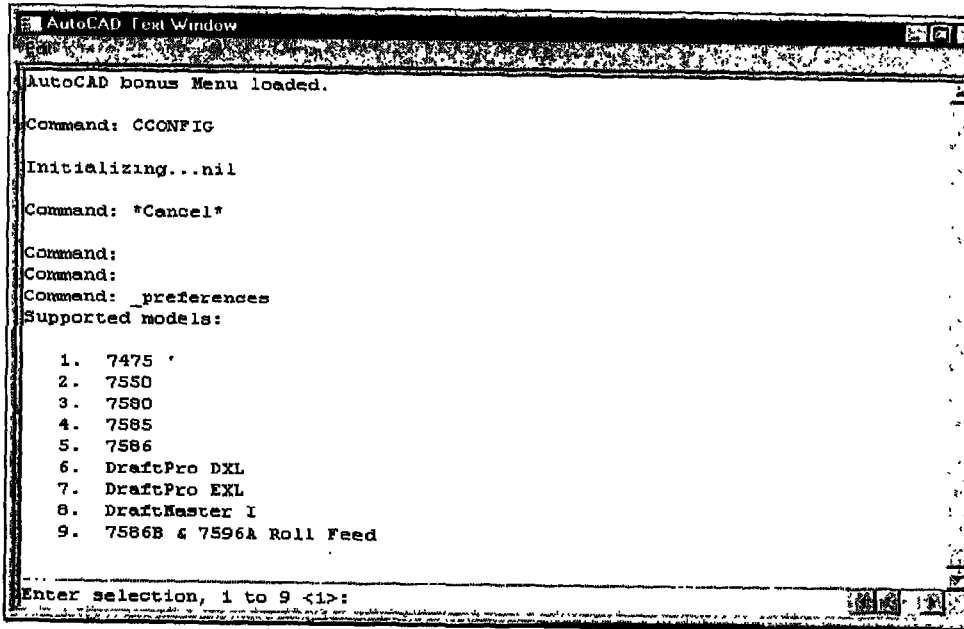 AutoCAD Text Window
Edit
AutoCAD bonus Menu loaded.
Command: CCONFIG
Initializing...nil
Command: *Cancel*
Command:
Command:
Command: _preferences
Supported models:
1. 7475
2. 7550
3. 7580
4. 7585
5. 7586
6. DraftPro DXL
7. DraftPro EXL
8. DraftMaster I
9. 7586B & 7596A Roll Feed
Enter selection, 1 to 9 <1>: